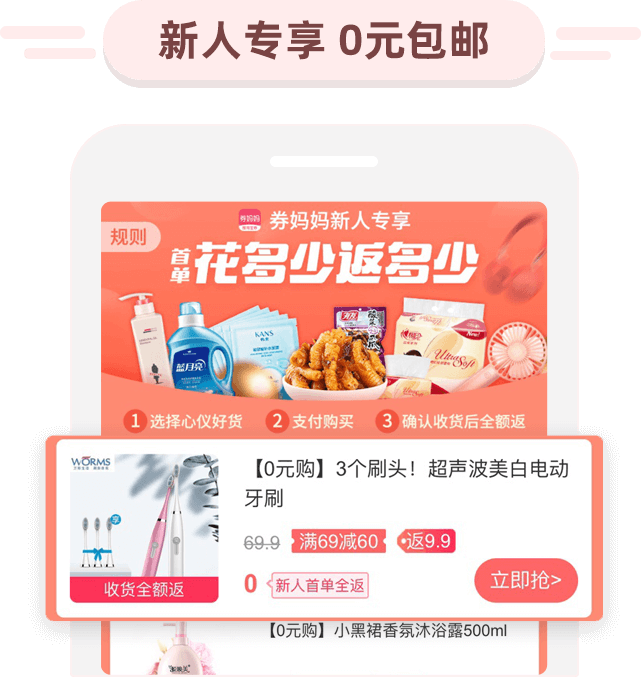 新人专享 0元包邮
规则
券妈妈
券妈妈新人专享
首单
花多少返多少
KANS
蓝月亮
Ultra
Soft
New!
1 选择心仪好货
2 支付购买
3 确认收货后全额返
WORMS
享
收货全额返
【0元购】3个刷头！超声波美白电动
牙刷
69.9
满69减60
返9.9
0
新人首单全返
立即抢>
【0元购】小黑裙香氛沐浴露500ml